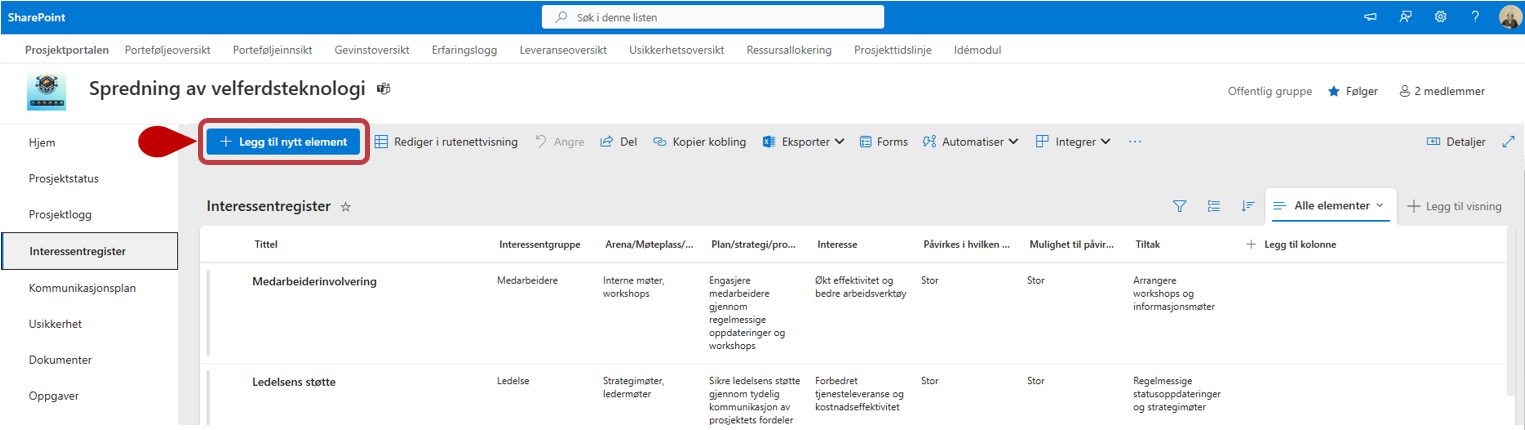 SharePoint
Søk i denne listen
?
Prosjektportalen Porteføljeoversikt Porteføljeinnsikt Gevinstoversikt Erfaringslogg Leveranseoversikt Usikkerhetsoversikt Ressursallokering Prosjekttidslinje Idémodul
Spredning av velferdsteknologi
Offentlig gruppe Følger 2 medlemmer
Hjem
Prosjektstatus
Prosjektlogg
Interessentregister
Kommunikasjonsplan
Usikkerhet
Dokumenter
Oppgaver
+ Legg til nytt element Rediger i rutenettvisning Angre Del Kopier kobling Eksporter Forms Automatiser Integrer ··· Detaljer
Interessentregister
Alle elementer + Legg til visning
Tittel Interessentgruppe Arena/Møteplass/... Plan/strategi/pro... Interesse Påvirkes i hvilken ... Mulighet til påvir... Tiltak + Legg til kolonne
Medarbeiderinvolvering
Medarbeidere
Interne møter,
workshops
Engasjere
medarbeidere
gjennom
regelmessige
oppdateringer og
workshops
Økt effektivitet og
bedre arbeidsverktøy
Stor
Stor
Arrangere
workshops og
informasjonsmøter
Ledelsens støtte
Ledelse
Strategimøter,
ledermøter
Sikre ledelsens støtte
gjennom tydelig
kommunikasjon av
prosjektets fordeler
Forbedret
tjenesteleveranse og
kostnadseffektivitet
Stor
Stor
Regelmessige
statusoppdateringer
og strategimøter